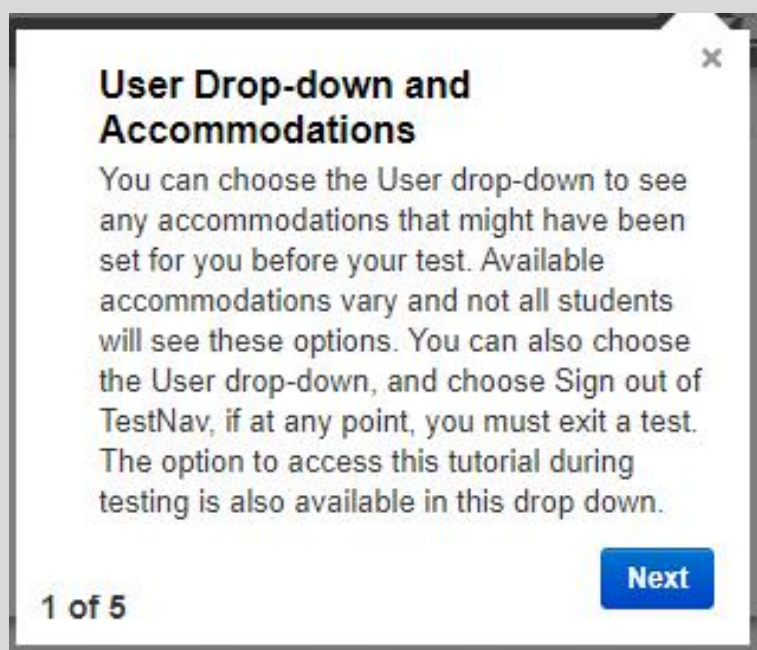 ×
User Drop-down and
Accommodations
You can choose the User drop-down to see
any accommodations that might have been
set for you before your test. Available
accommodations vary and not all students
will see these options. You can also choose
the User drop-down, and choose Sign out of
TestNav, if at any point, you must exit a test.
The option to access this tutorial during
testing is also available in this drop down.
Next
1 of 5